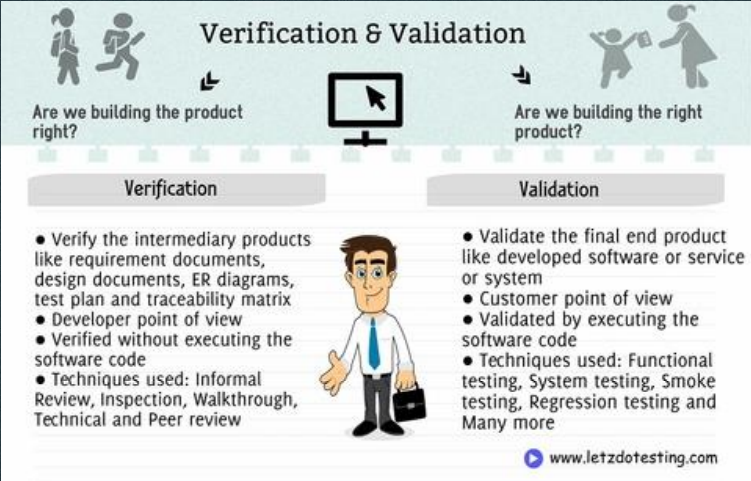 Verification & Validation
Are we building the product
right?
Are we building the right
product?
Verification
● Verify the intermediary products
like requirement documents,
design documents, ER diagrams,
test plan and traceability matrix
● Developer point of view
● Verified without executing the
software code
● Techniques used: Informal
Review, Inspection, Walkthrough,
Technical and Peer review
Validation
● Validate the final end product
like developed software or service
or system
● Customer point of view
● Validated by executing the
software code
● Techniques used: Functional
testing, System testing, Smoke
testing, Regression testing and
Many more
www.letzdotesting.com